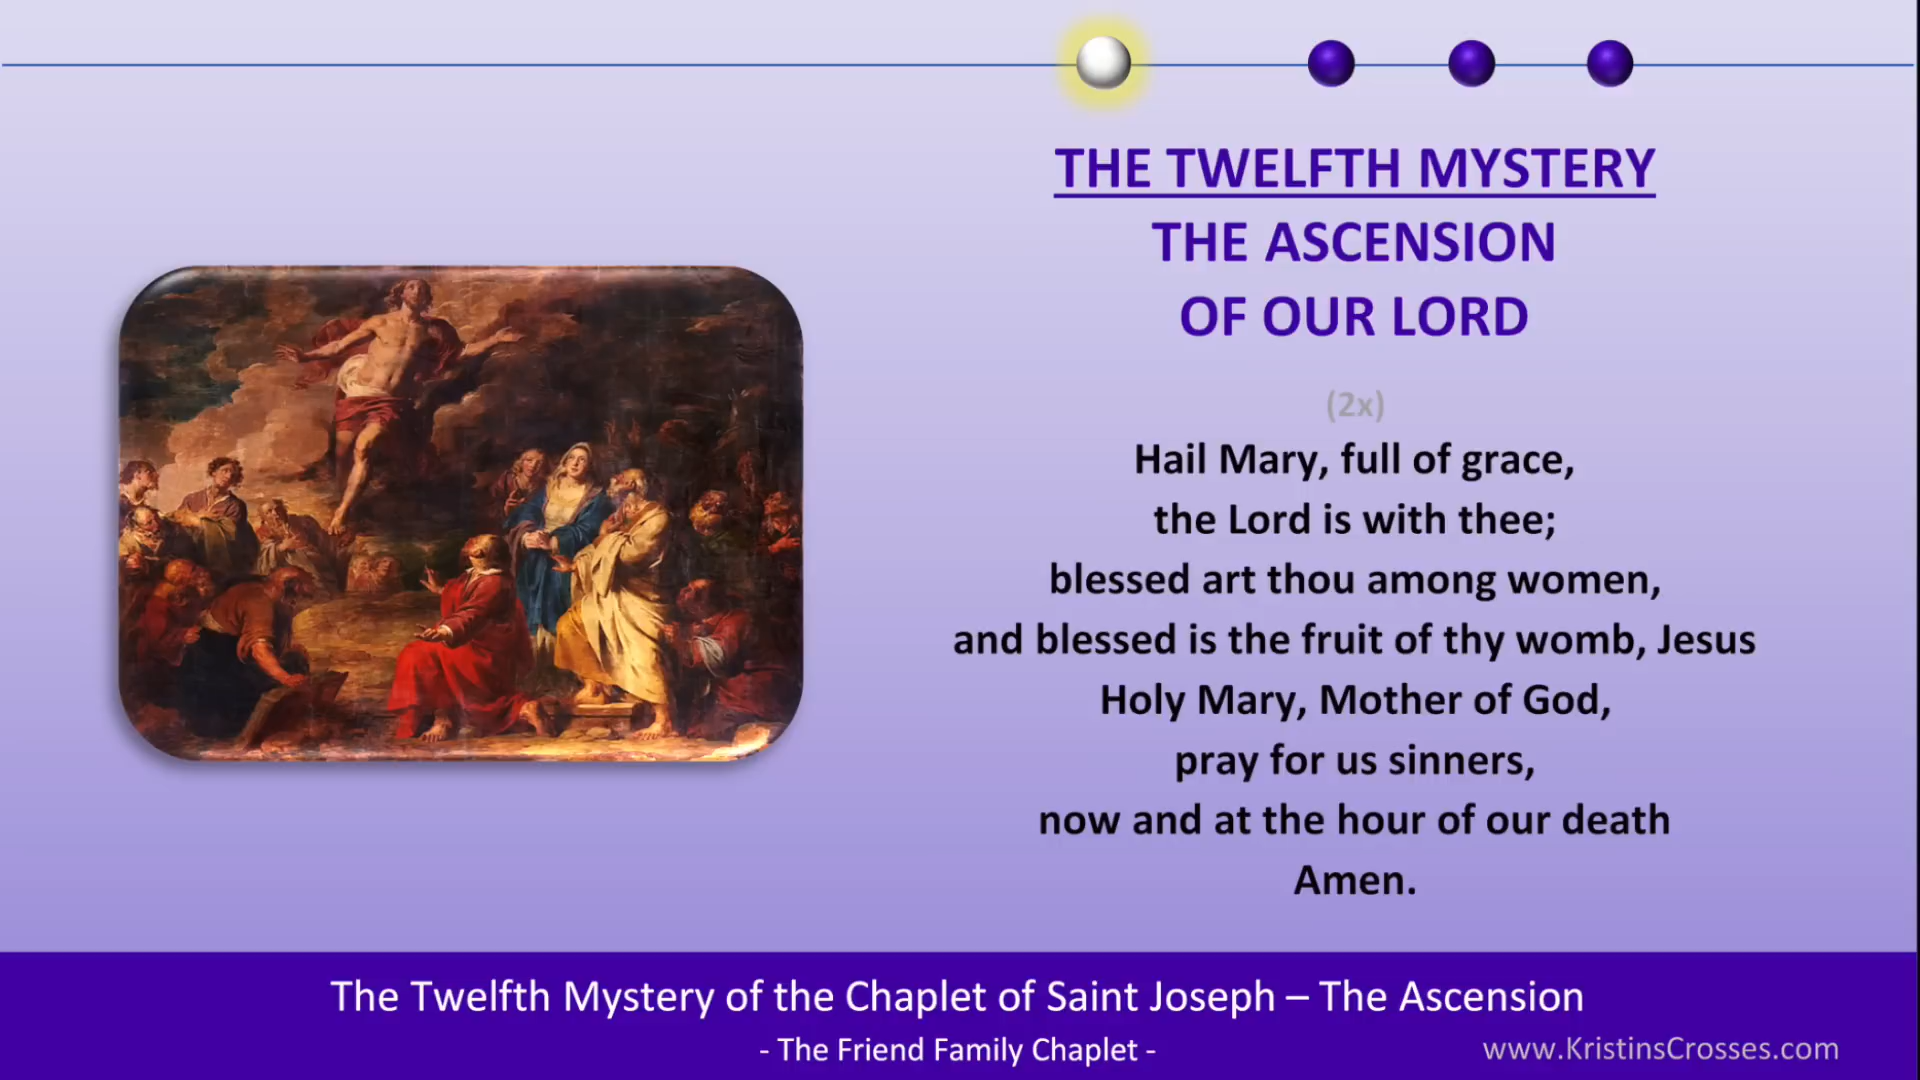 THE TWELFTH MYSTERY
THE ASCENSION
OF OUR LORD
(2x)
Hail Mary, full of grace,
the Lord is with thee;
blessed art thou among women,
and blessed is the fruit of thy womb, Jesus
Holy Mary, Mother of God,
pray for us sinners,
now and at the hour of our death
Amen.
The Twelfth Mystery of the Chaplet of Saint Joseph – The Ascension
- The Friend Family Chaplet -
www.KristinsCrosses.com